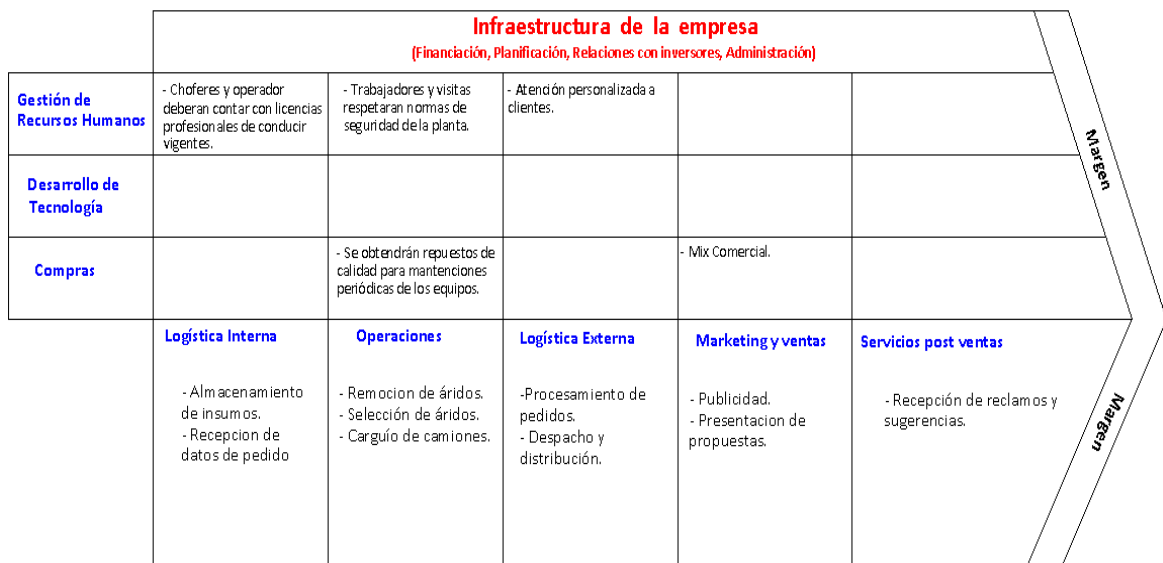 Infraestructura de la empresa
(Financiación, Planificación, Relaciones con inversores, Administración)
Gestión de
Recursos Humanos
- Choferes y operador
deberan contar con licencias
profesionales de conducir
vigentes.
- Trabajadores y visitas
respetaran normas de
seguridad de la planta.
- Atención personalizada a
clientes.
Desarrollo de
Tecnología
Compras
- Se obtendrán repuestos de
calidad para mantenciones
periódicas de los equipos.
- Mix Comercial.
Margen
Logística Interna
- Almacenamiento
de insumos.
- Recepcion de
datos de pedido
Operaciones
- Remocion de áridos.
- Selección de áridos.
- Carguío de camiones.
Logística Externa
-Procesamiento de
pedidos.
- Despacho y
distribución.
Marketing y ventas
- Publicidad.
- Presentacion de
propuestas.
Servicios post ventas
- Recepción de reclamos y
sugerencias.
Margen